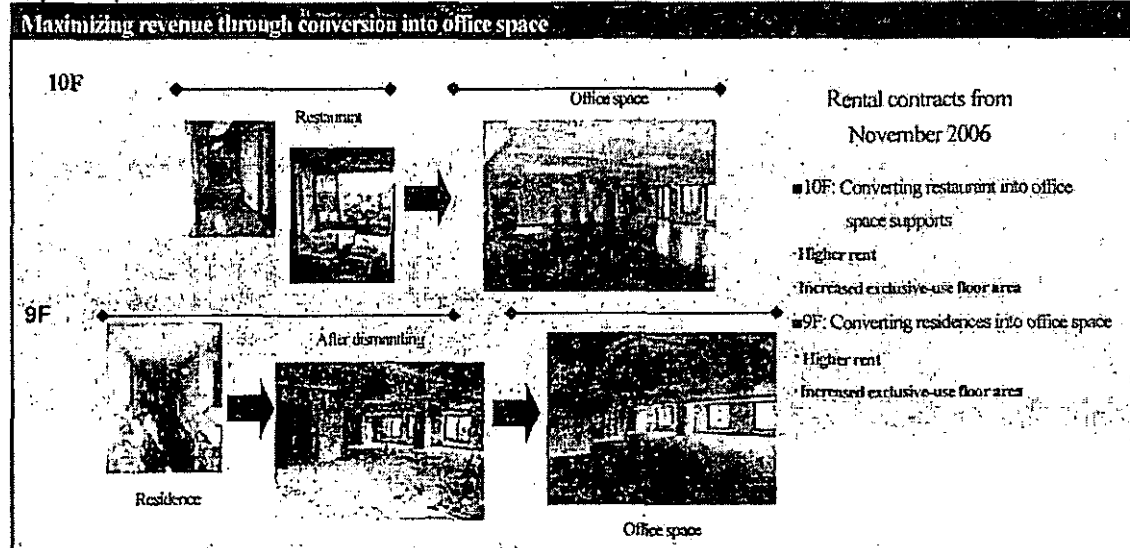 Maximizing revenue through conversion into office space
10F
Restaurant
Office space
Rental contracts from
November 2006
■10F: Converting restaurant into office
space supports
·Higher rent
·Increased exclusive-use floor area
9F
After dismantling
Residence
Office space
■9F: Converting residences into office space
·Higher rent
·Increased exclusive-use floor area